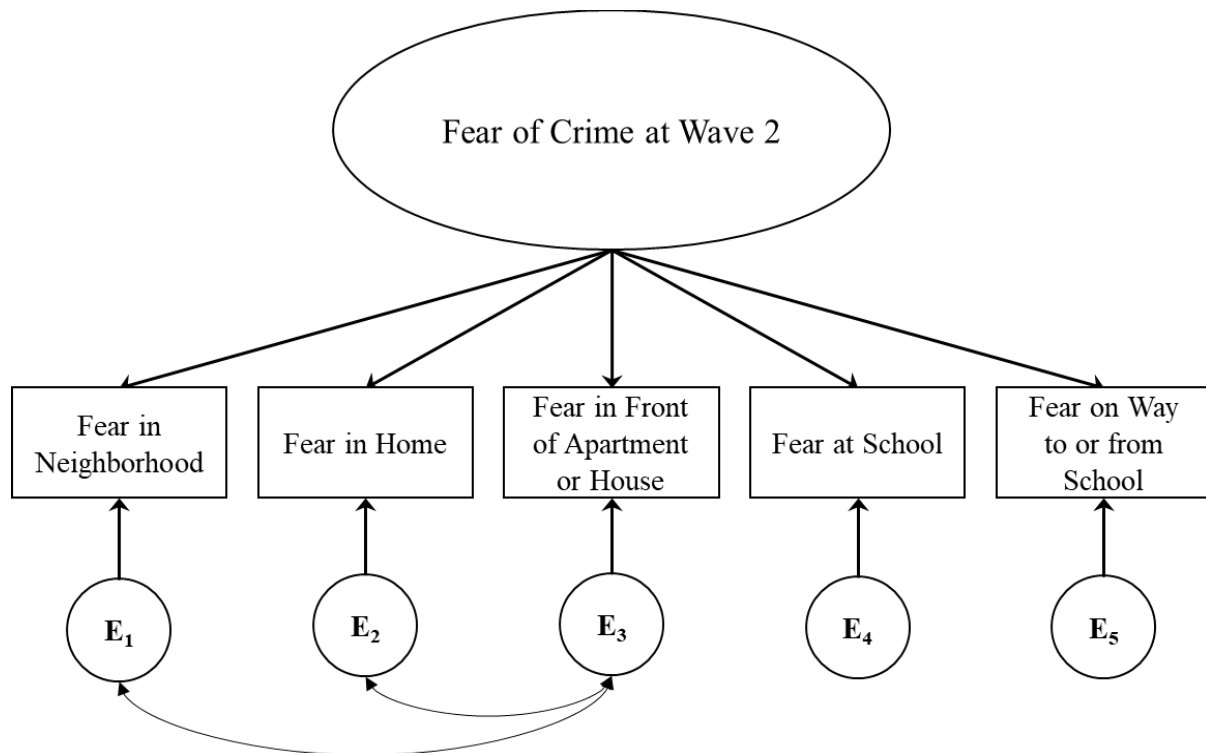 Fear of Crime at Wave 2
Fear in
Neighborhood
Fear in Home
Fear in Front
of Apartment
or House
Fear at School
Fear on Way
to or from
School
E₁
E₂
E₃
E₄
E₅